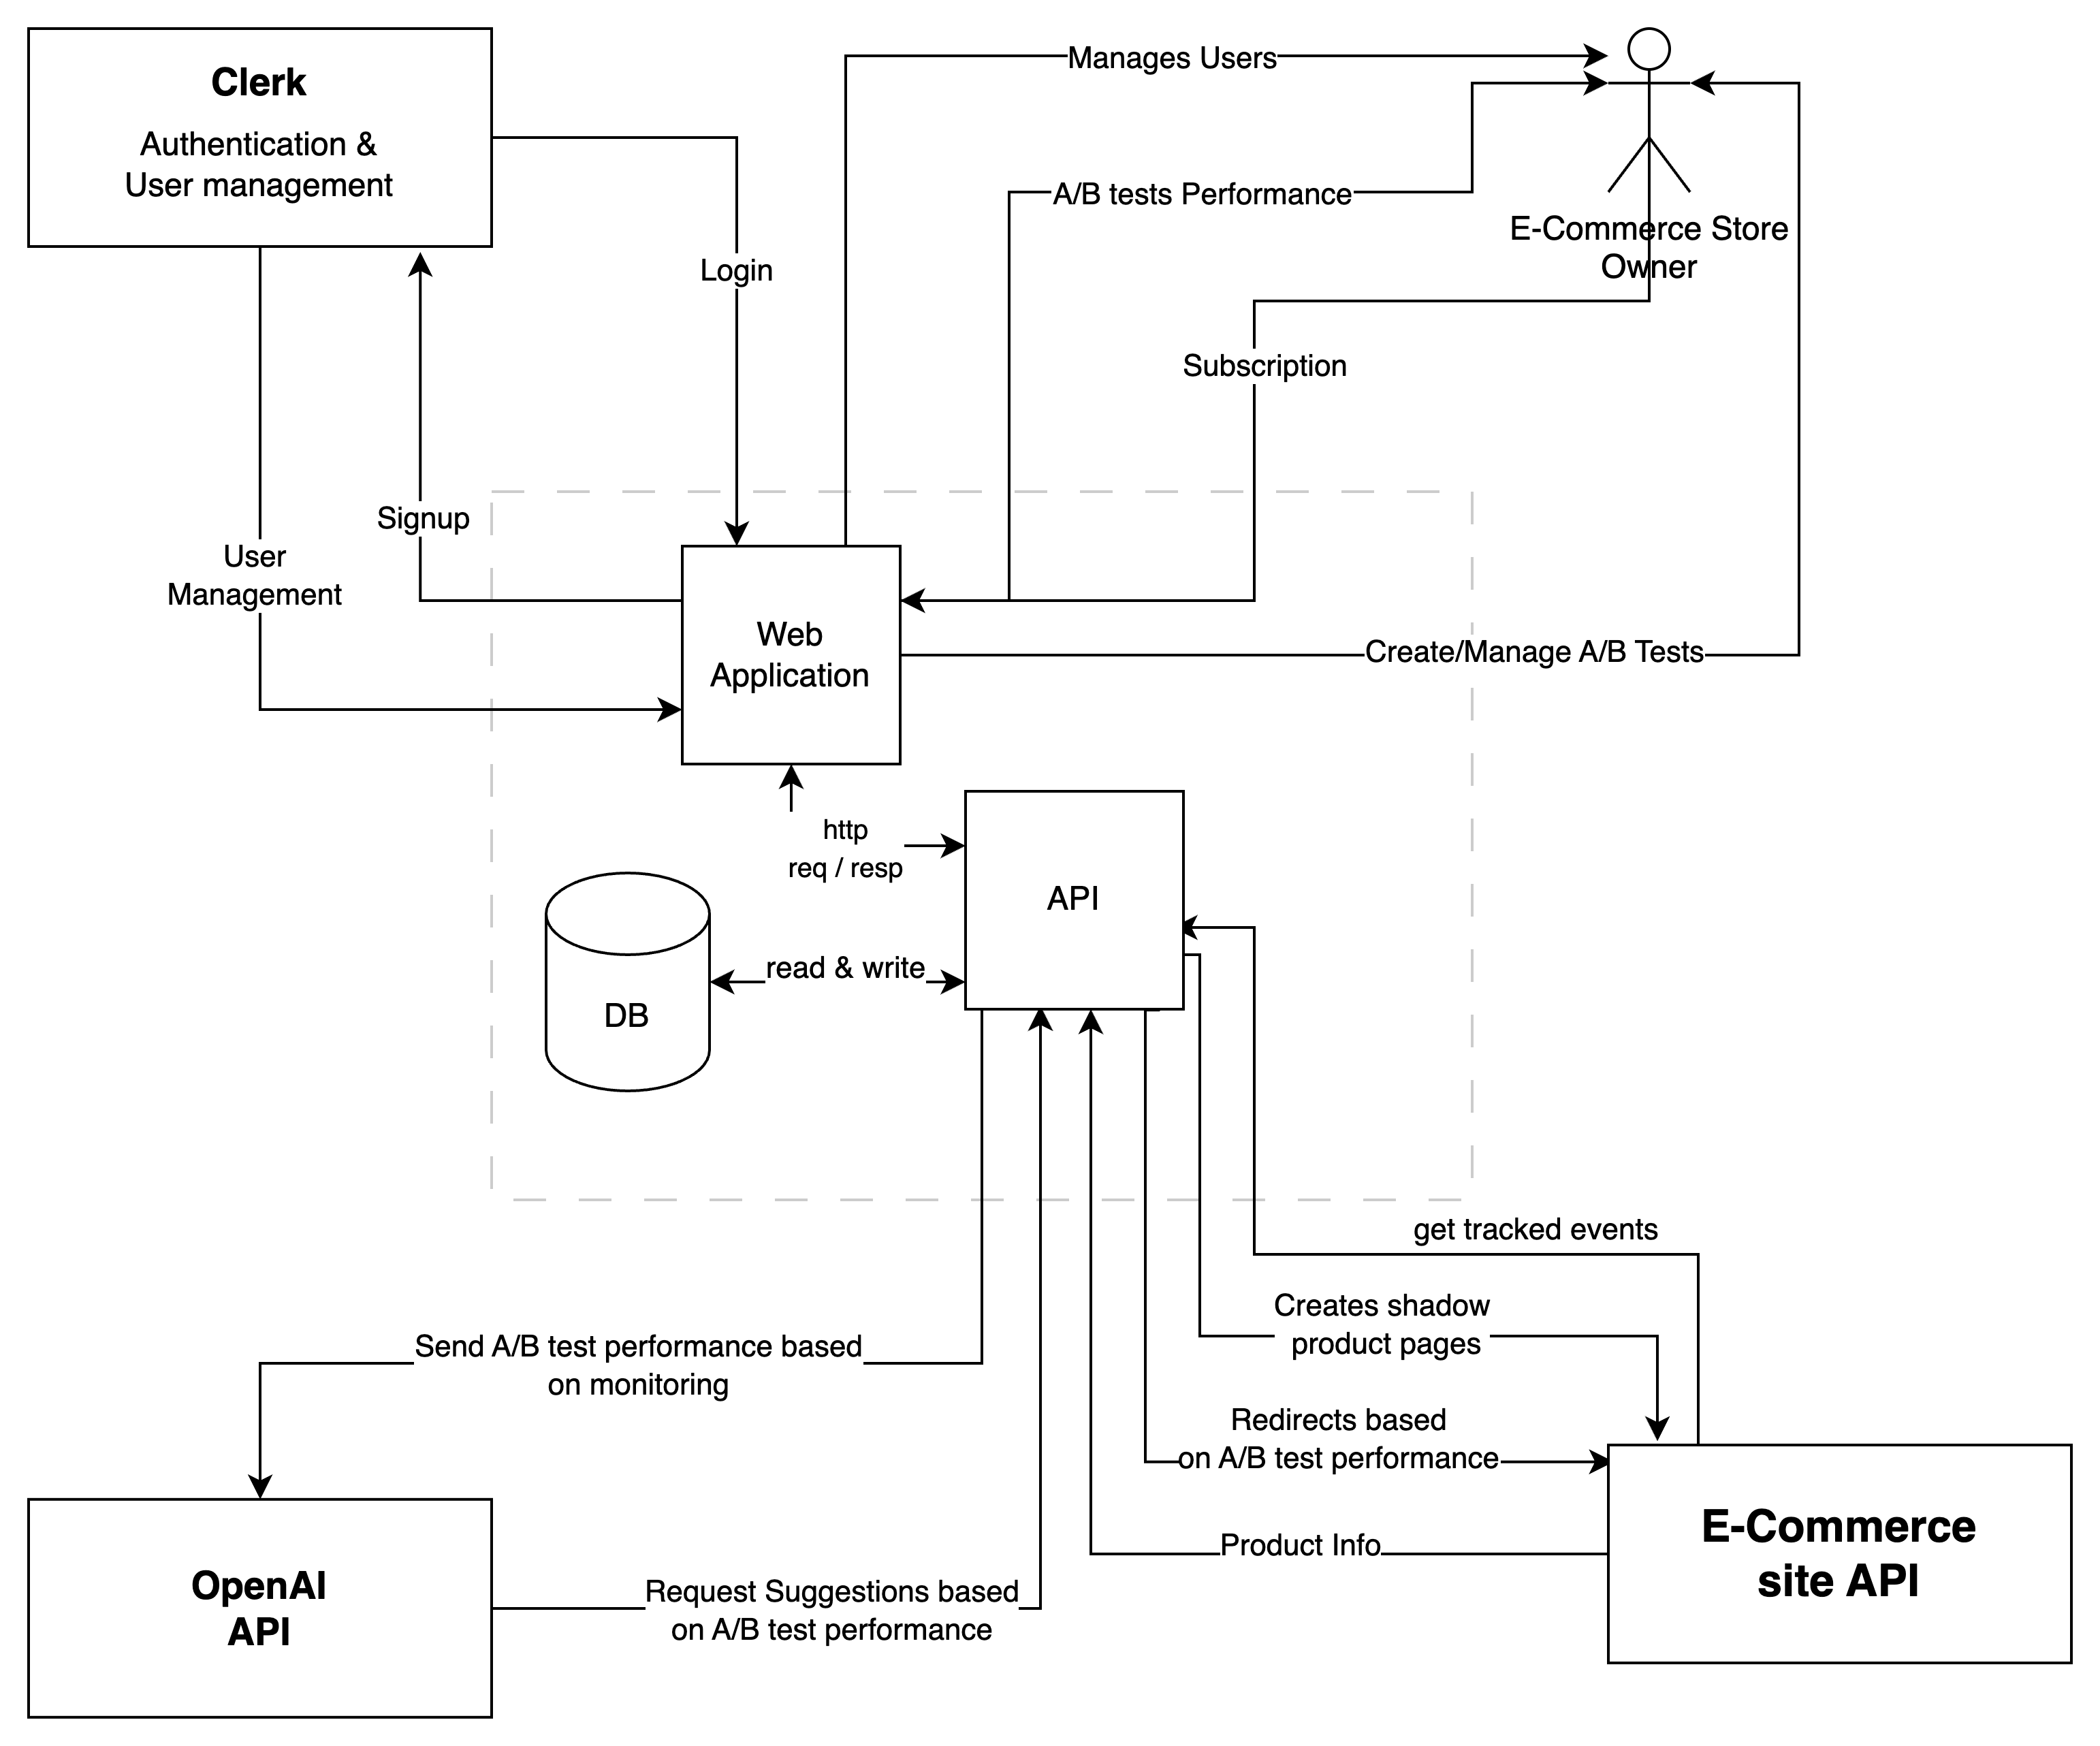 Clerk
Authentication &
User management
Manages Users
A/B tests Performance
E-Commerce Store
Owner
Login
Subscription
Signup
User
Management
Web
Application
Create/Manage A/B Tests
http
req / resp
API
read & write
DB
get tracked events
Creates shadow
product pages
Send A/B test performance based
on monitoring
Redirects based
on A/B test performance
Product Info
E-Commerce
site API
OpenAI
API
Request Suggestions based
on A/B test performance